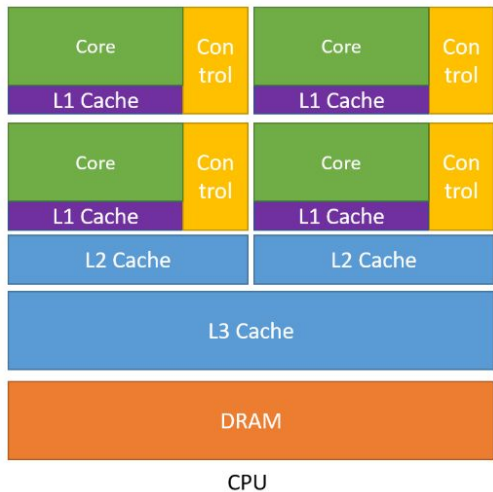 Core
Con
trol
L1 Cache
Core
Con
trol
L1 Cache
Core
Con
trol
L1 Cache
Core
Con
trol
L1 Cache
L2 Cache
L2 Cache
L3 Cache
DRAM
CPU